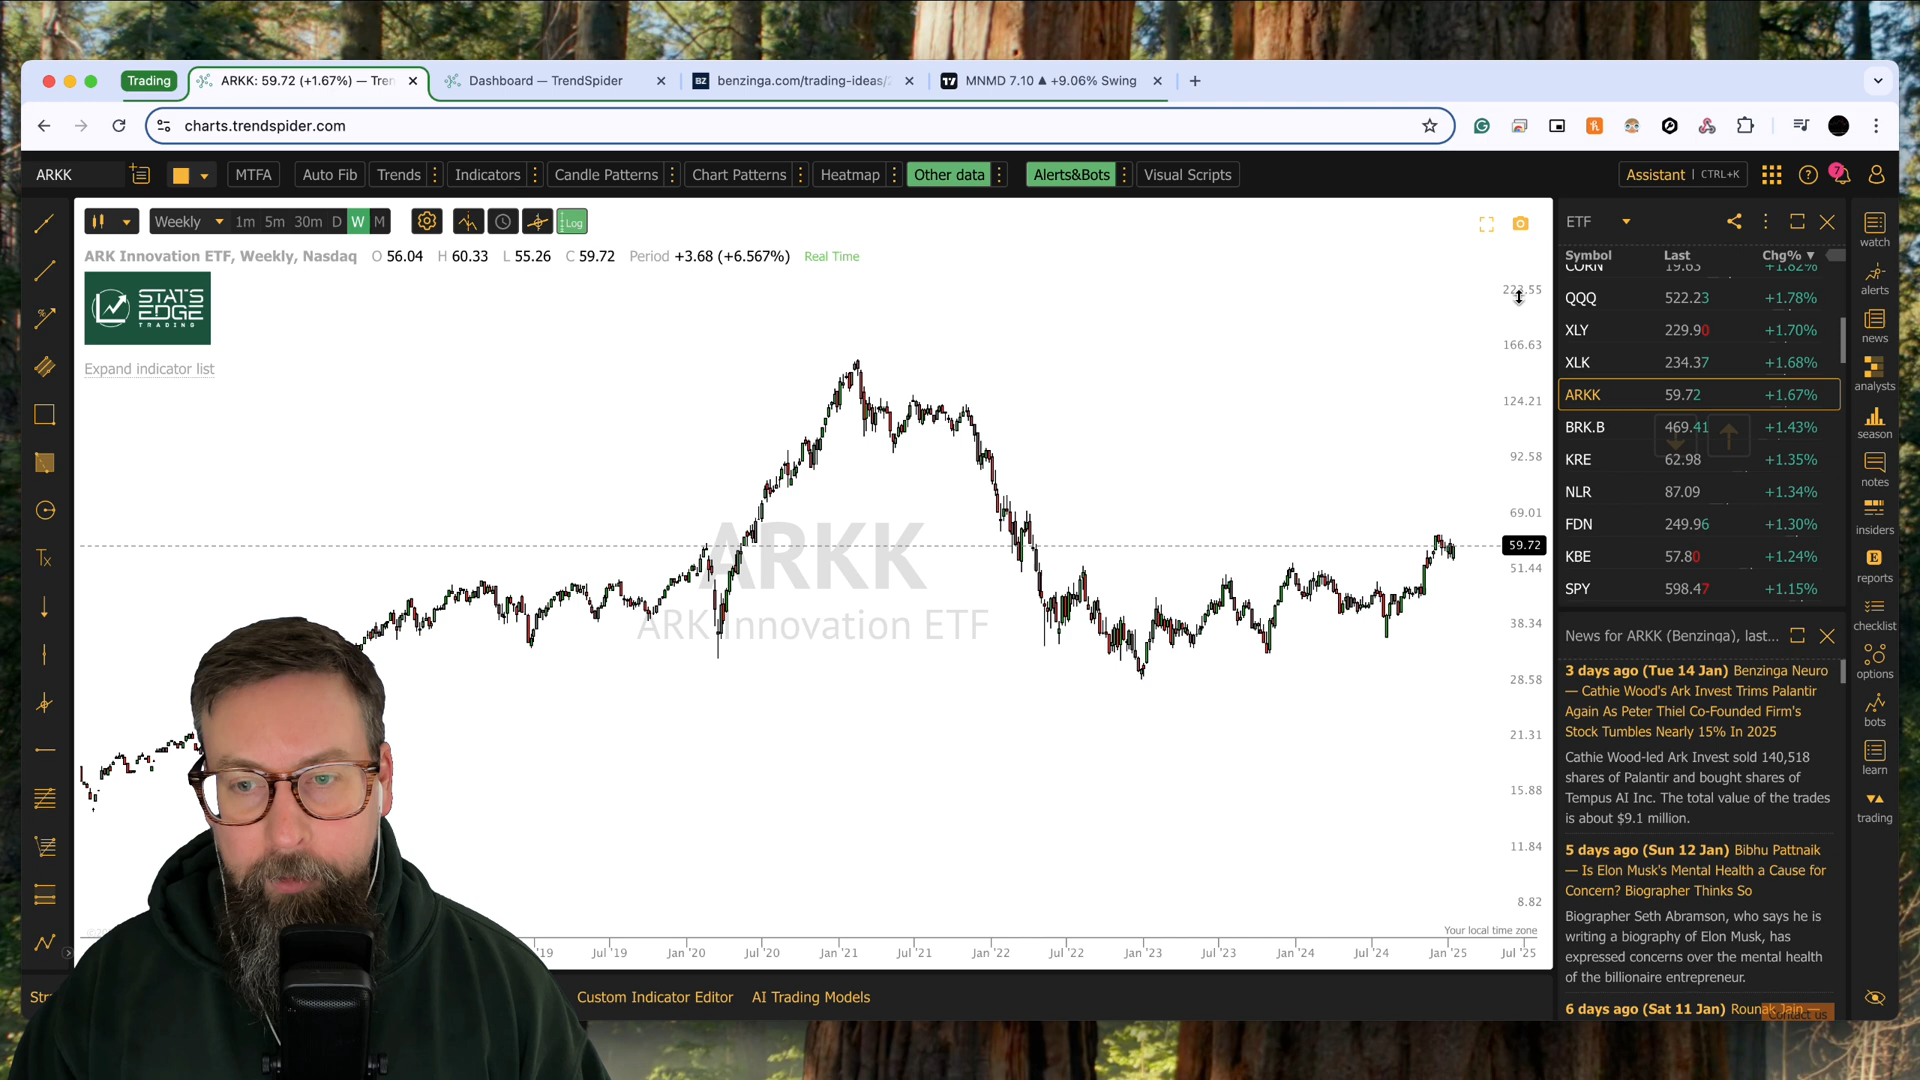 Trading
ARKK: 59.72 (+1.67%) — Tren
Dashboard — TrendSpider
BZ
benzinga.com/trading-ideas/
MNMD 7.10 ▲ +9.06% Swing
charts.trendspider.com
ARKK
MTFA
Auto Fib
Trends
Indicators
Candle Patterns
Chart Patterns
Heatmap
Other data
Alerts&Bots
Visual Scripts
Assistant | CTRL+K
Weekly
1m
5m
30m
D
W
M
Log
ARK Innovation ETF, Weekly, Nasdaq O 56.04 H 60.33 L 55.26 C 59.72 Period +3.68 (+6.567%) Real Time
STATS
EDGE
TRADING
Expand indicator list
ARKK
ARK Innovation ETF
166.63
124.21
92.58
69.01
59.72
51.44
38.34
28.58
21.31
15.88
11.84
8.82
Your local time zone
'19
Jul '19
Jan '20
Jul '20
Jan '21
Jul '21
Jan '22
Jul '22
Jan '23
Jul '23
Jan '24
Jul '24
Jan '25
Jul '25
Custom Indicator Editor
AI Trading Models
ETF
Symbol Last Chg% ▼
CORN 19.63 +1.82%
QQQ 522.23 +1.78%
XLY 229.90 +1.70%
XLK 234.37 +1.68%
ARKK 59.72 +1.67%
BRK.B 469.41 +1.43%
KRE 62.98 +1.35%
NLR 87.09 +1.34%
FDN 249.96 +1.30%
KBE 57.80 +1.24%
SPY 598.47 +1.15%
News for ARKK (Benzinga), last...
3 days ago (Tue 14 Jan) Benzinga Neuro
— Cathie Wood's Ark Invest Trims Palantir
Again As Peter Thiel Co-Founded Firm's
Stock Tumbles Nearly 15% In 2025
Cathie Wood-led Ark Invest sold 140,518
shares of Palantir and bought shares of
Tempus AI Inc. The total value of the trades
is about $9.1 million.
5 days ago (Sun 12 Jan) Bibhu Pattnaik
— Is Elon Musk's Mental Health a Cause for
Concern? Biographer Thinks So
Biographer Seth Abramson, who says he is
writing a biography of Elon Musk, has
expressed concerns over the mental health
of the billionaire entrepreneur.
6 days ago (Sat 11 Jan) Rounak Jain —
Contact us
watch
alerts
news
analysts
season
notes
insiders
reports
checklist
options
bots
learn
trading